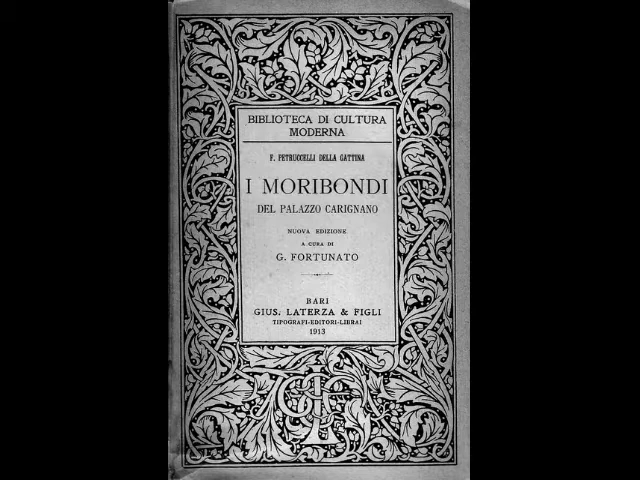 BIBLIOTECA DI CULTURA
MODERNA
F. PETRUCCELLI DELLA GATTINA
I MORIBONDI
DEL PALAZZO CARIGNANO
NUOVA EDIZIONE
A CURA DI
G. FORTUNATO
BARI
GIUS. LATERZA & FIGLI
TIPOGRAFI-EDITORI-LIBRAI
1913